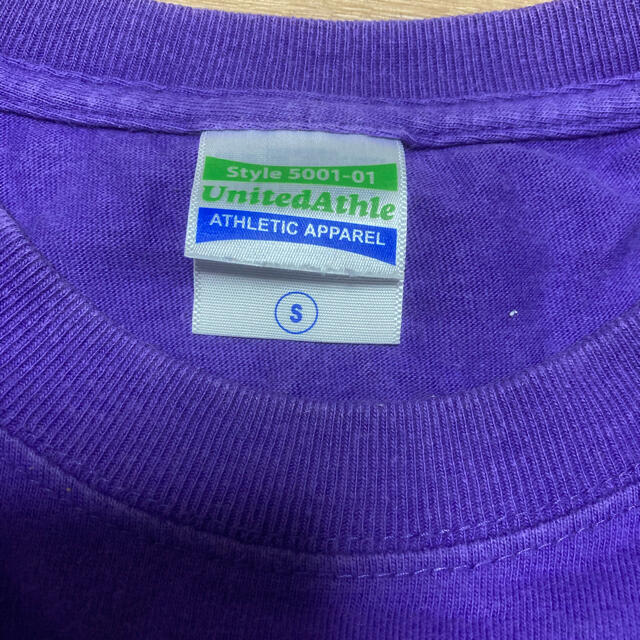 Style 5001-01
UnitedAthle
ATHLETIC APPAREL
S